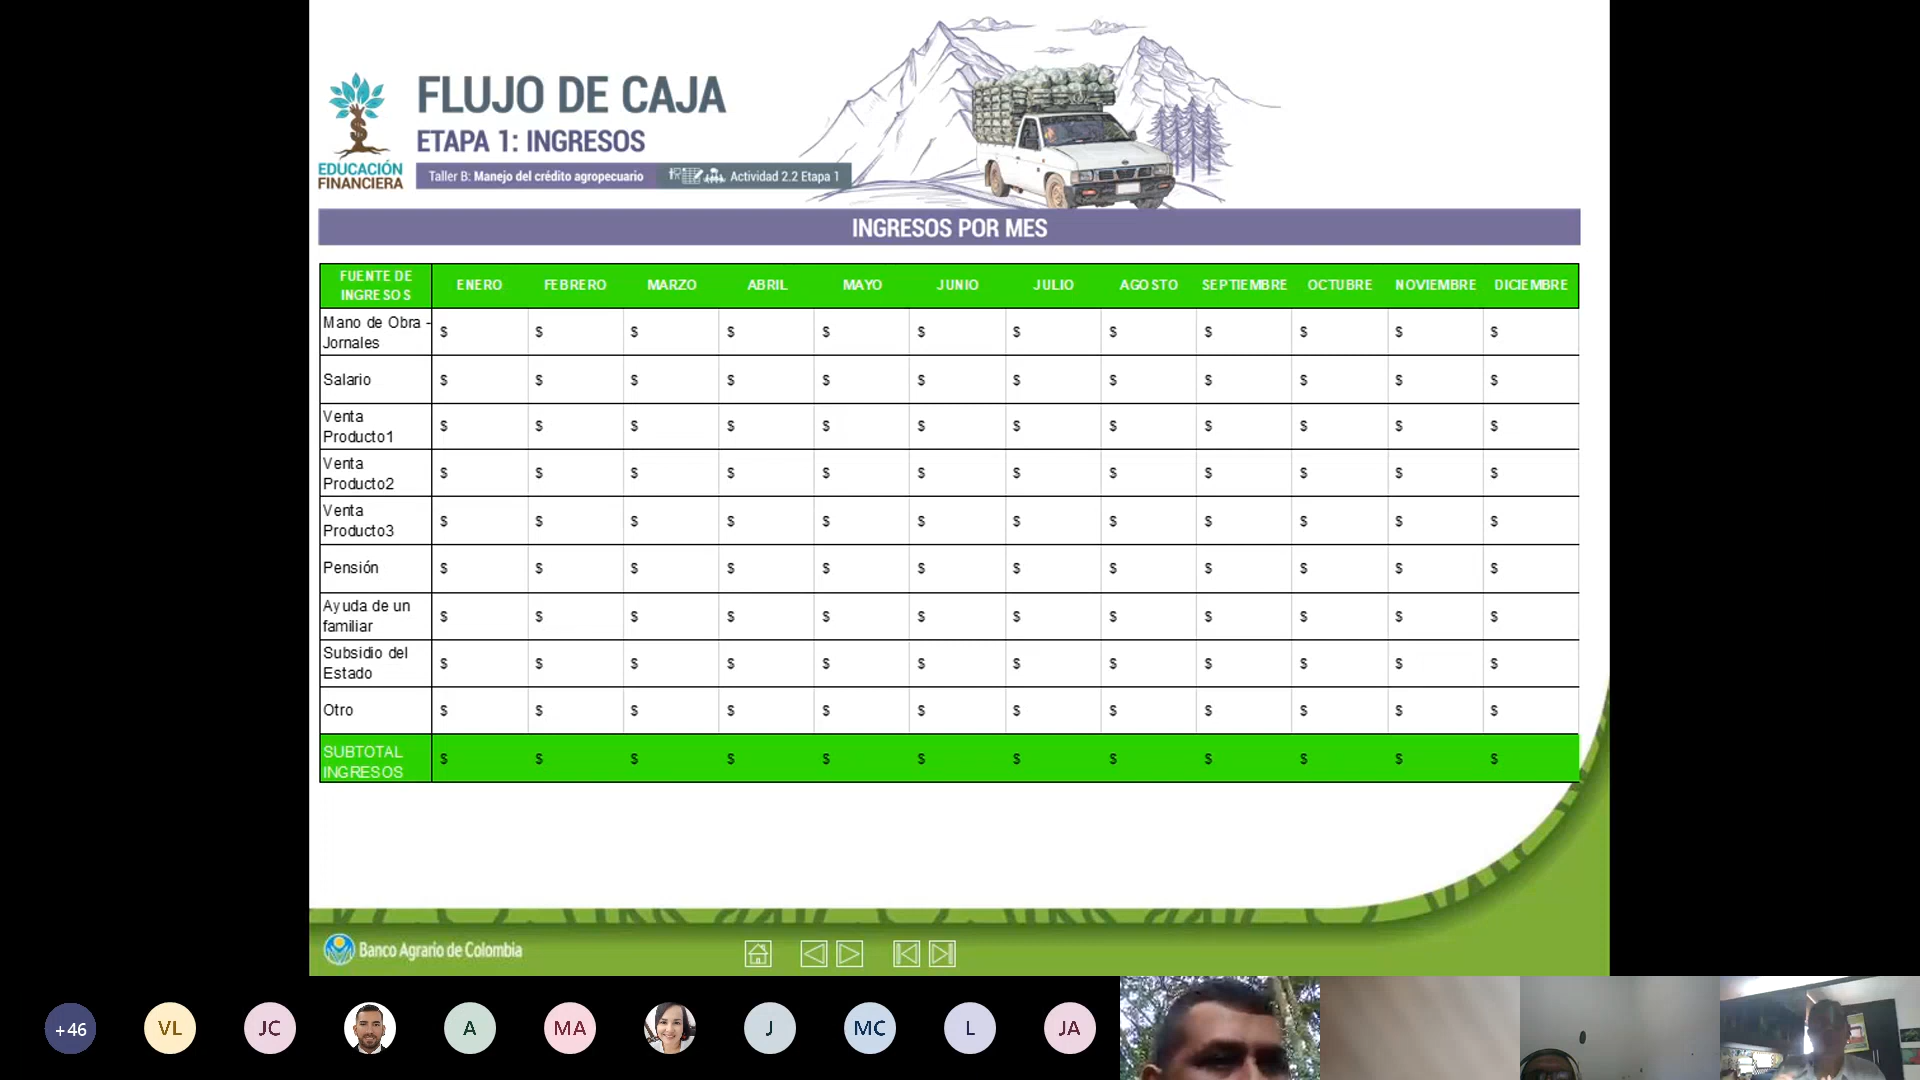 FLUJO DE CAJA
ETAPA 1: INGRESOS
EDUCACIÓN
FINANCIERA
Taller B: Manejo del crédito agropecuario Actividad 2.2 Etapa 1
INGRESOS POR MES
FUENTE DE INGRESOS ENERO FEBRERO MARZO ABRIL MAYO JUNIO JULIO AGOSTO SEPTIEMBRE OCTUBRE NOVIEMBRE DICIEMBRE
Mano de Obra - Jornales $ $ $ $ $ $ $ $ $ $ $ $
Salario $ $ $ $ $ $ $ $ $ $ $ $
Venta Producto1 $ $ $ $ $ $ $ $ $ $ $ $
Venta Producto2 $ $ $ $ $ $ $ $ $ $ $ $
Venta Producto3 $ $ $ $ $ $ $ $ $ $ $ $
Pensión $ $ $ $ $ $ $ $ $ $ $ $
Ayuda de un familiar $ $ $ $ $ $ $ $ $ $ $ $
Subsidio del Estado $ $ $ $ $ $ $ $ $ $ $ $
Otro $ $ $ $ $ $ $ $ $ $ $ $
SUBTOTAL INGRESOS $ $ $ $ $ $ $ $ $ $ $ $
Banco Agrario de Colombia
+46 VL JC A MA J MC L JA